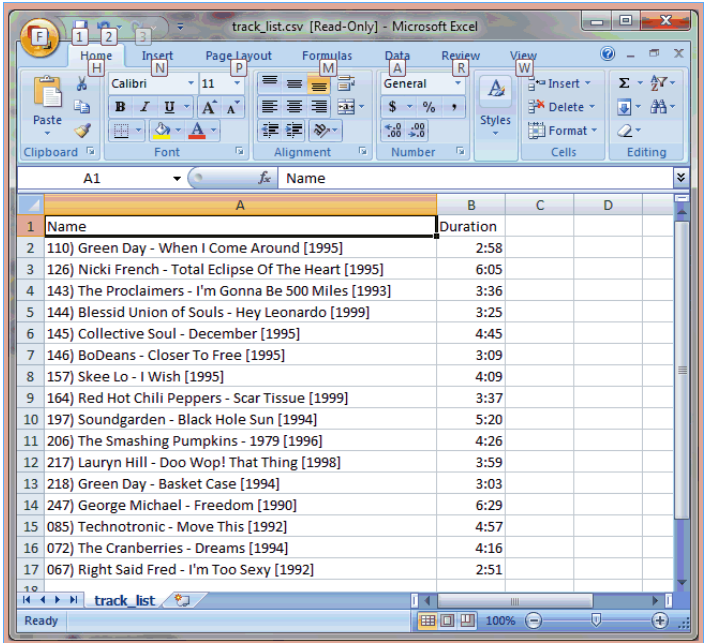 track_list.csv [Read-Only] - Microsoft Excel
F 1 2 3
Home Insert Page Layout Formulas Data Review View
H N P M A R W
Calibri 11 General Insert Σ
Paste B I U A A $ % , Styles Delete
A .00 .00 Format
Clipboard Font Alignment Number Cells Editing
A1 fx Name
A B C D
1 Name Duration
2 110) Green Day - When I Come Around [1995] 2:58
3 126) Nicki French - Total Eclipse Of The Heart [1995] 6:05
4 143) The Proclaimers - I'm Gonna Be 500 Miles [1993] 3:36
5 144) Blessid Union of Souls - Hey Leonardo [1999] 3:25
6 145) Collective Soul - December [1995] 4:45
7 146) BoDeans - Closer To Free [1995] 3:09
8 157) Skee Lo - I Wish [1995] 4:09
9 164) Red Hot Chili Peppers - Scar Tissue [1999] 3:37
10 197) Soundgarden - Black Hole Sun [1994] 5:20
11 206) The Smashing Pumpkins - 1979 [1996] 4:26
12 217) Lauryn Hill - Doo Wop! That Thing [1998] 3:59
13 218) Green Day - Basket Case [1994] 3:03
14 247) George Michael - Freedom [1990] 6:29
15 085) Technotronic - Move This [1992] 4:57
16 072) The Cranberries - Dreams [1994] 4:16
17 067) Right Said Fred - I'm Too Sexy [1992] 2:51
18
track_list
Ready 100%